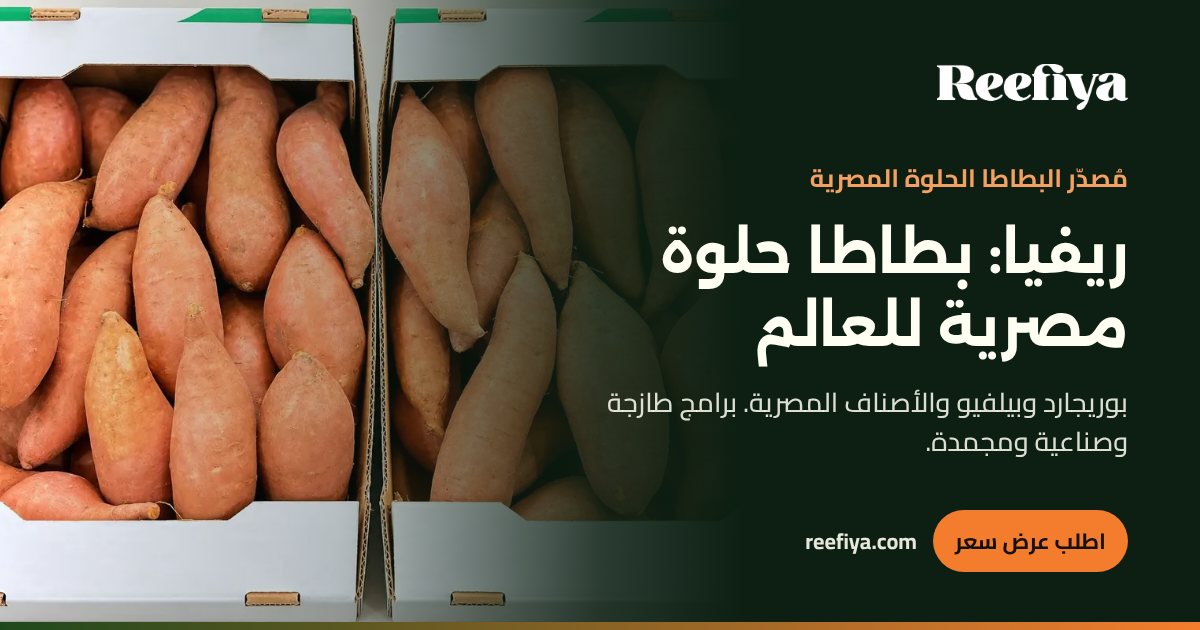 Reefiya
مُصدّر البطاطا الحلوة المصرية
ريفيا: بطاطا حلوة
مصرية للعالم
بوريجارد وبيلفيو والأصناف المصرية. برامج طازجة
وصناعية ومجمدة.
اطلب عرض سعر
reefiya.com